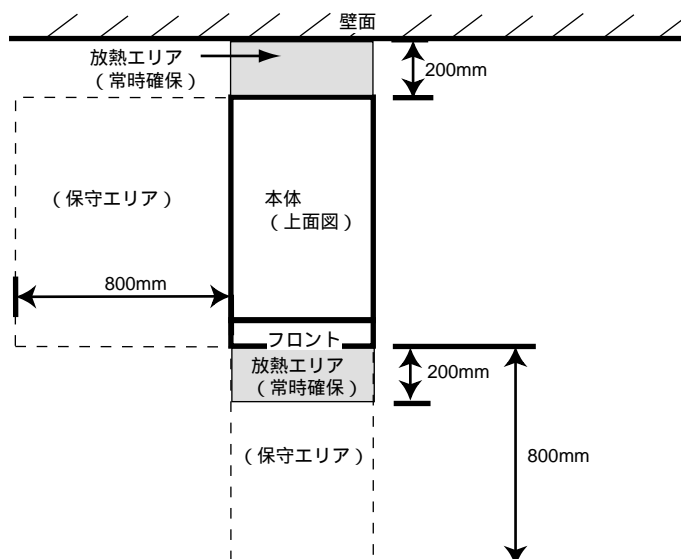 壁面
放熱エリア
（常時確保）
200mm
（保守エリア）
本体
（上面図）
800mm
フロント
放熱エリア
（常時確保）
200mm
（保守エリア）
800mm